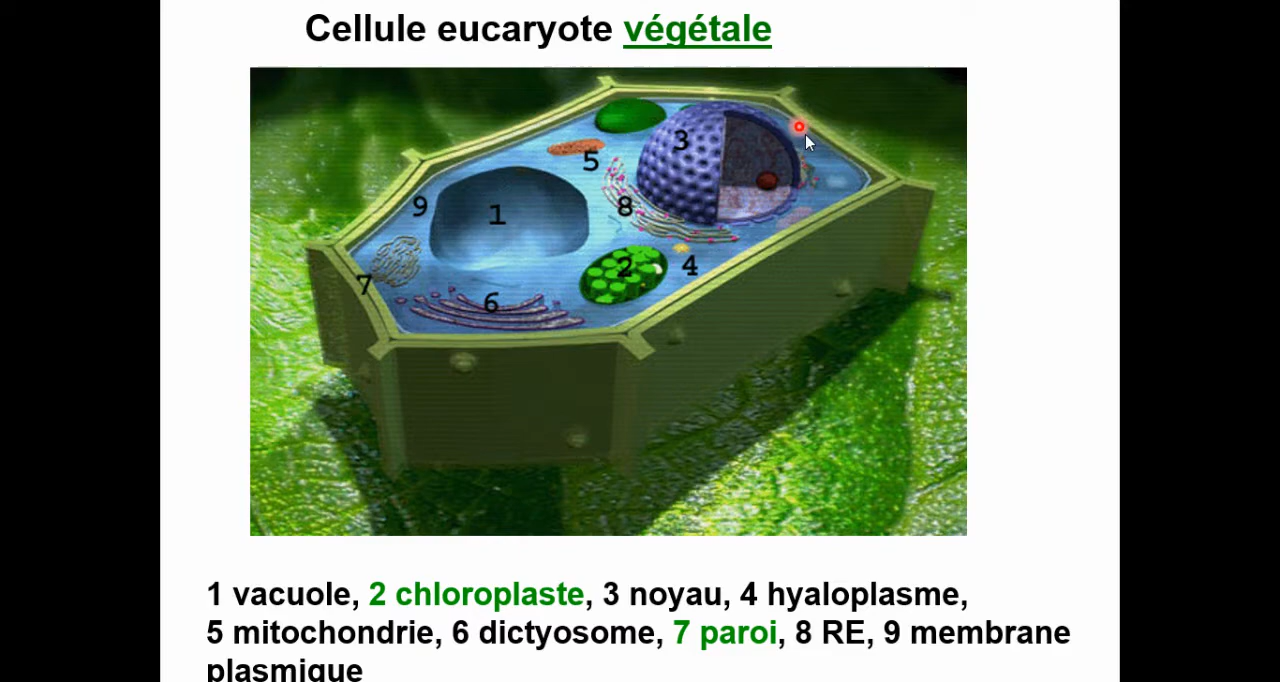 Cellule eucaryote végétale
3
5
9
1
8
2
4
7
6
1 vacuole, 2 chloroplaste, 3 noyau, 4 hyaloplasme,
5 mitochondrie, 6 dictyosome, 7 paroi, 8 RE, 9 membrane
plasmique